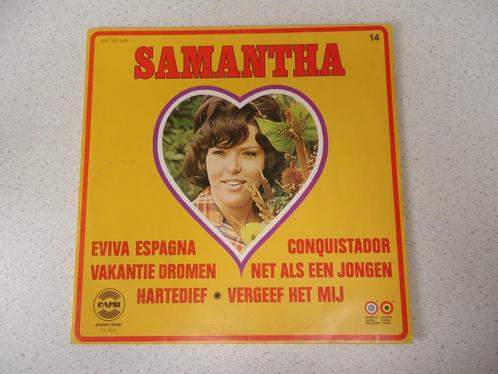 SAMANTHA
14
EVIVA ESPAGNA
CONQUISTADOR
VAKANTIE DROMEN
NET ALS EEN JONGEN
HARTEDIEF * VERGEEF HET MIJ
CAPRI
STEREO/MONO